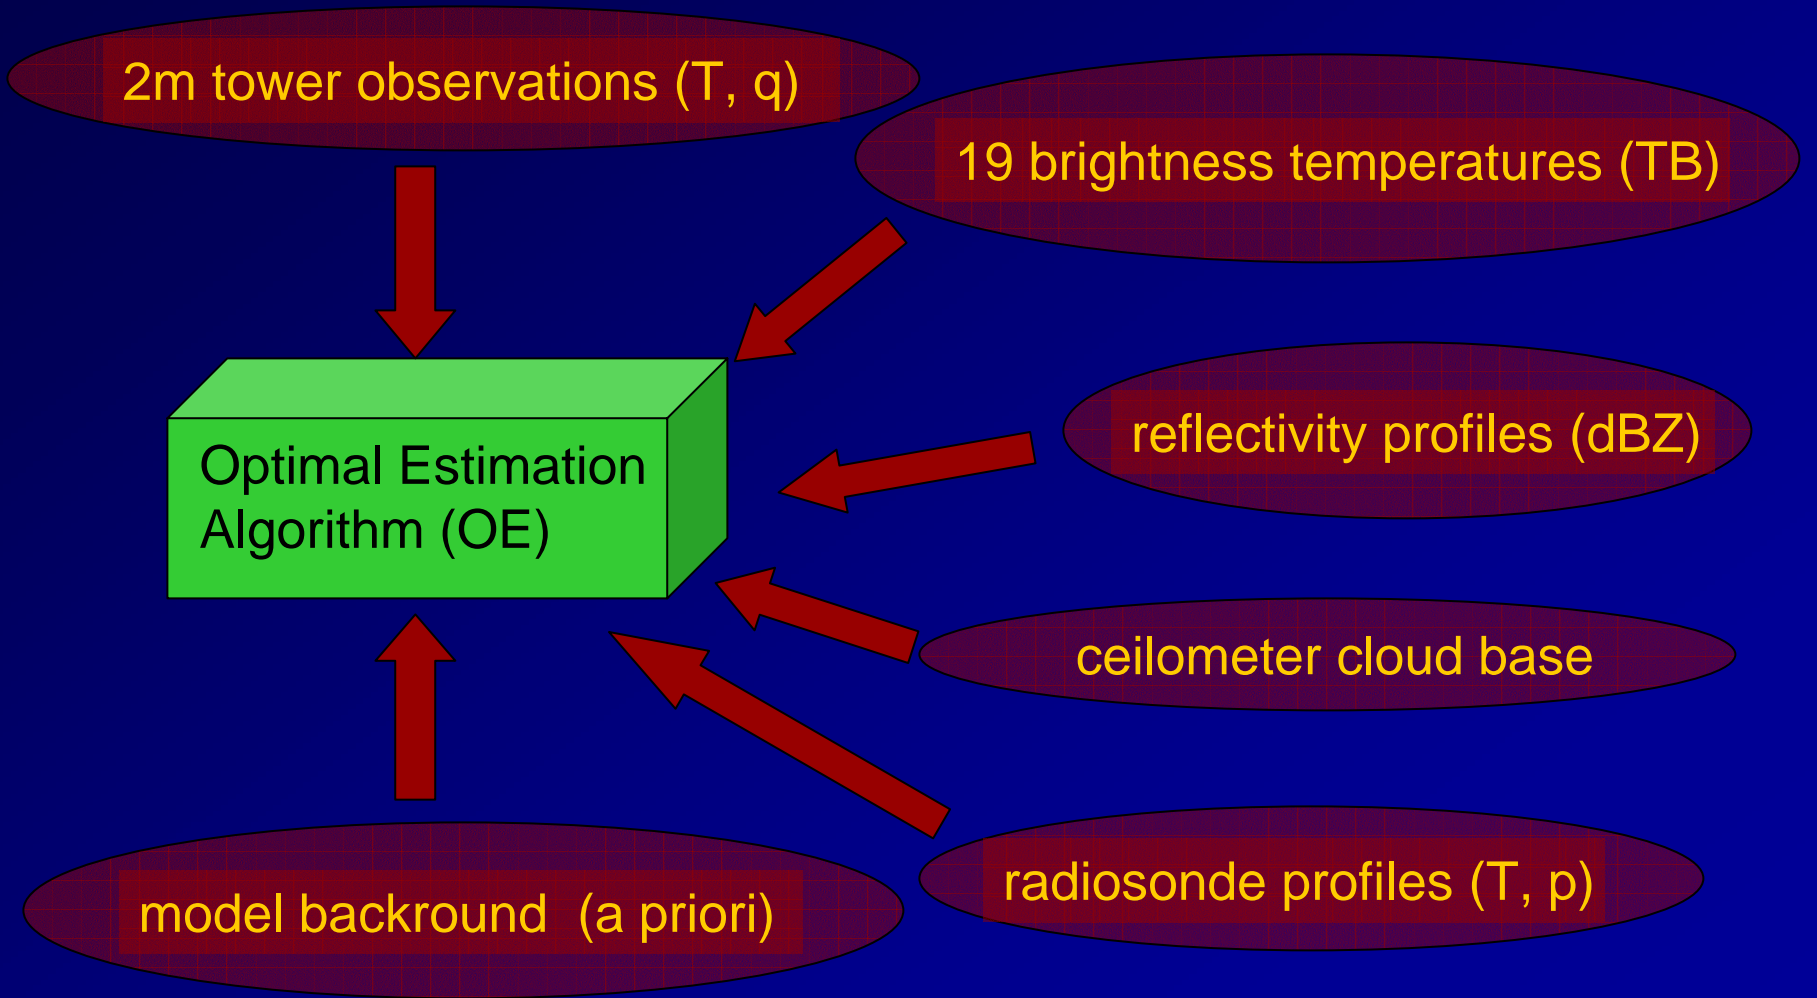 2m tower observations (T, q)
19 brightness temperatures (TB)
reflectivity profiles (dBZ)
Optimal Estimation
Algorithm (OE)
ceilometer cloud base
radiosonde profiles (T, p)
model backround  (a priori)